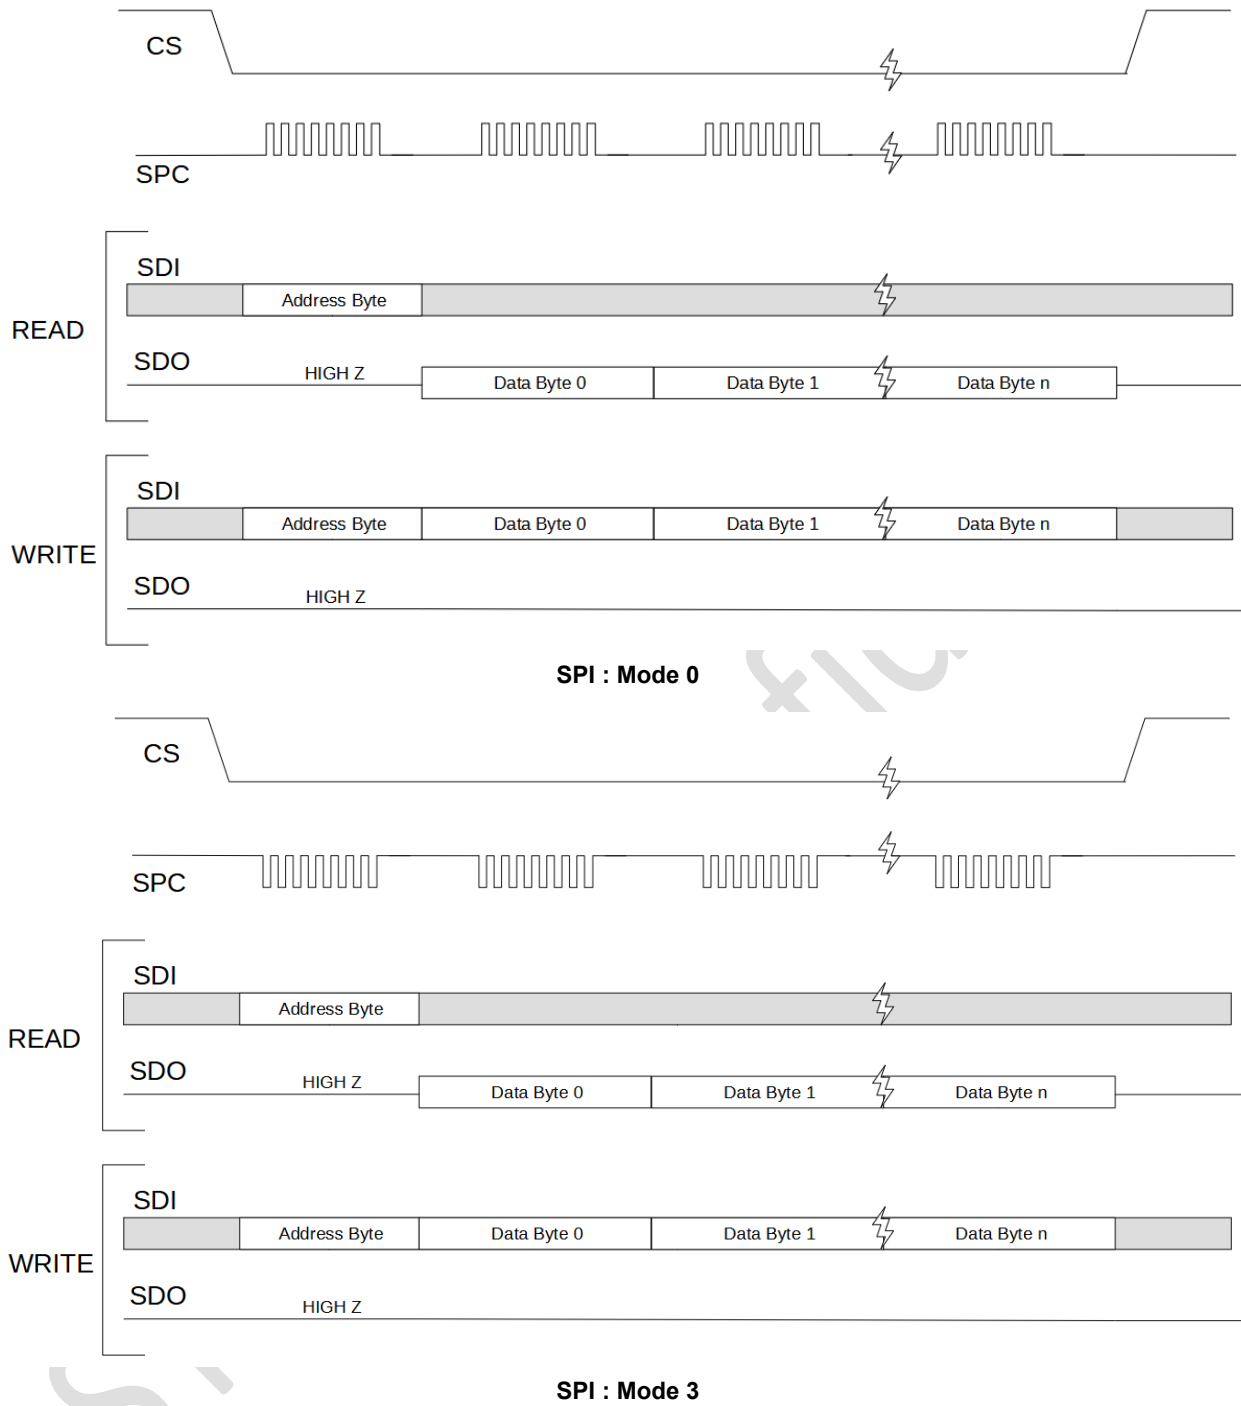 CS
SPC
SDI
Address Byte
READ
SDO
HIGH Z
Data Byte 0 Data Byte 1 Data Byte n
SDI
Address Byte Data Byte 0 Data Byte 1 Data Byte n
WRITE
SDO
HIGH Z
SPI : Mode 0
CS
SPC
SDI
Address Byte
READ
SDO
HIGH Z
Data Byte 0 Data Byte 1 Data Byte n
SDI
Address Byte Data Byte 0 Data Byte 1 Data Byte n
WRITE
SDO
HIGH Z
SPI : Mode 3